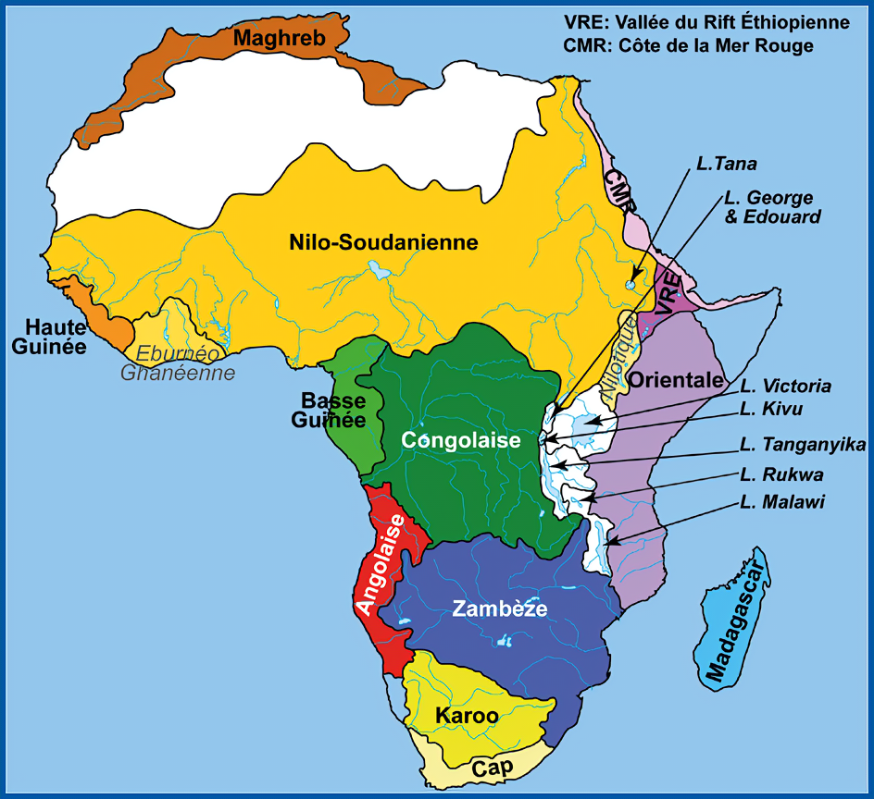 VRE: Vallée du Rift Éthiopienne
CMR: Côte de la Mer Rouge
Maghreb
L.Tana
CMR
L. George
& Edouard
Nilo-Soudanienne
VRE
Haute
Guinée
Eburnéo
Ghanéenne
Nilotique
Orientale
L. Victoria
Basse
Guinée
L. Kivu
Congolaise
L. Tanganyika
L. Rukwa
L. Malawi
Angolaise
Zambèze
Madagascar
Karoo
Cap